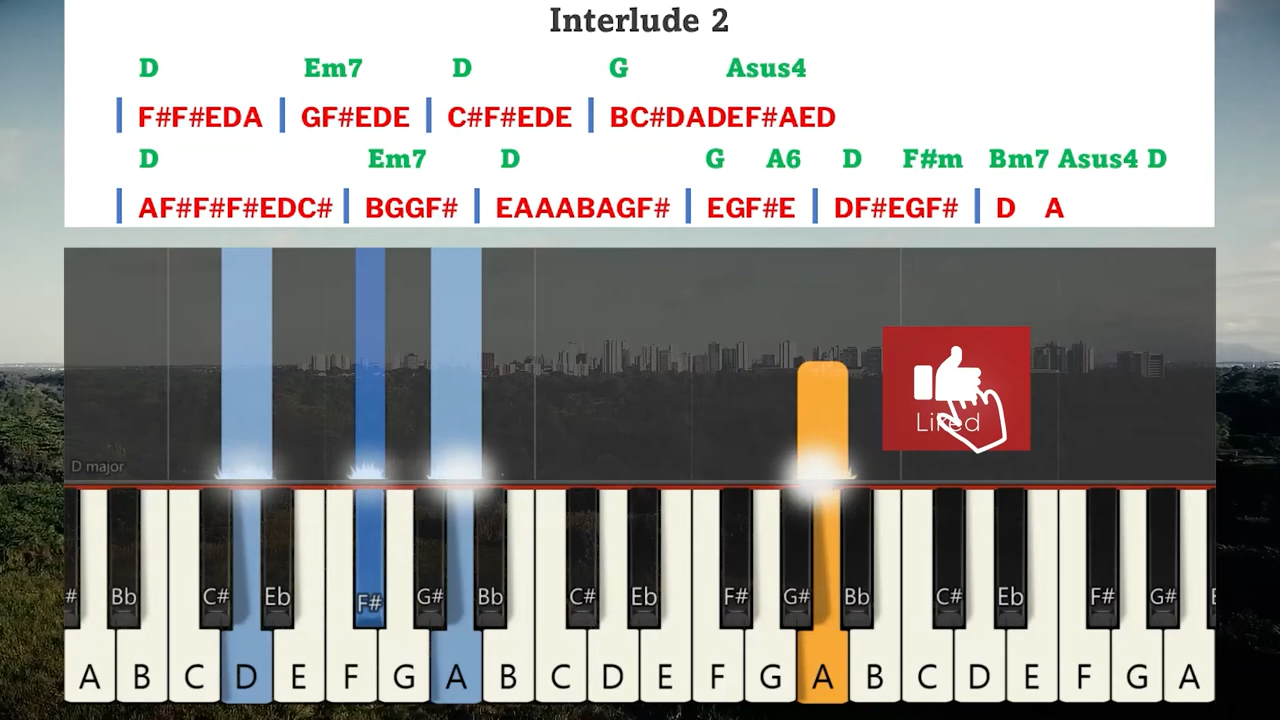 Interlude 2
D Em7 D G Asus4
| F#F#EDA | GF#EDE | C#F#EDE | BC#DADEF#AED
D Em7 D G A6 D F#m Bm7 Asus4 D
| AF#F#F#EDC# | BGGF# | EAAABAGF# | EGF#E | DF#EGF# | D A
Liked
D major
# Bb C# Eb F# G# Bb C# Eb F# G# Bb C# Eb F# G#
A B C D E F G A B C D E F G A B C D E F G A